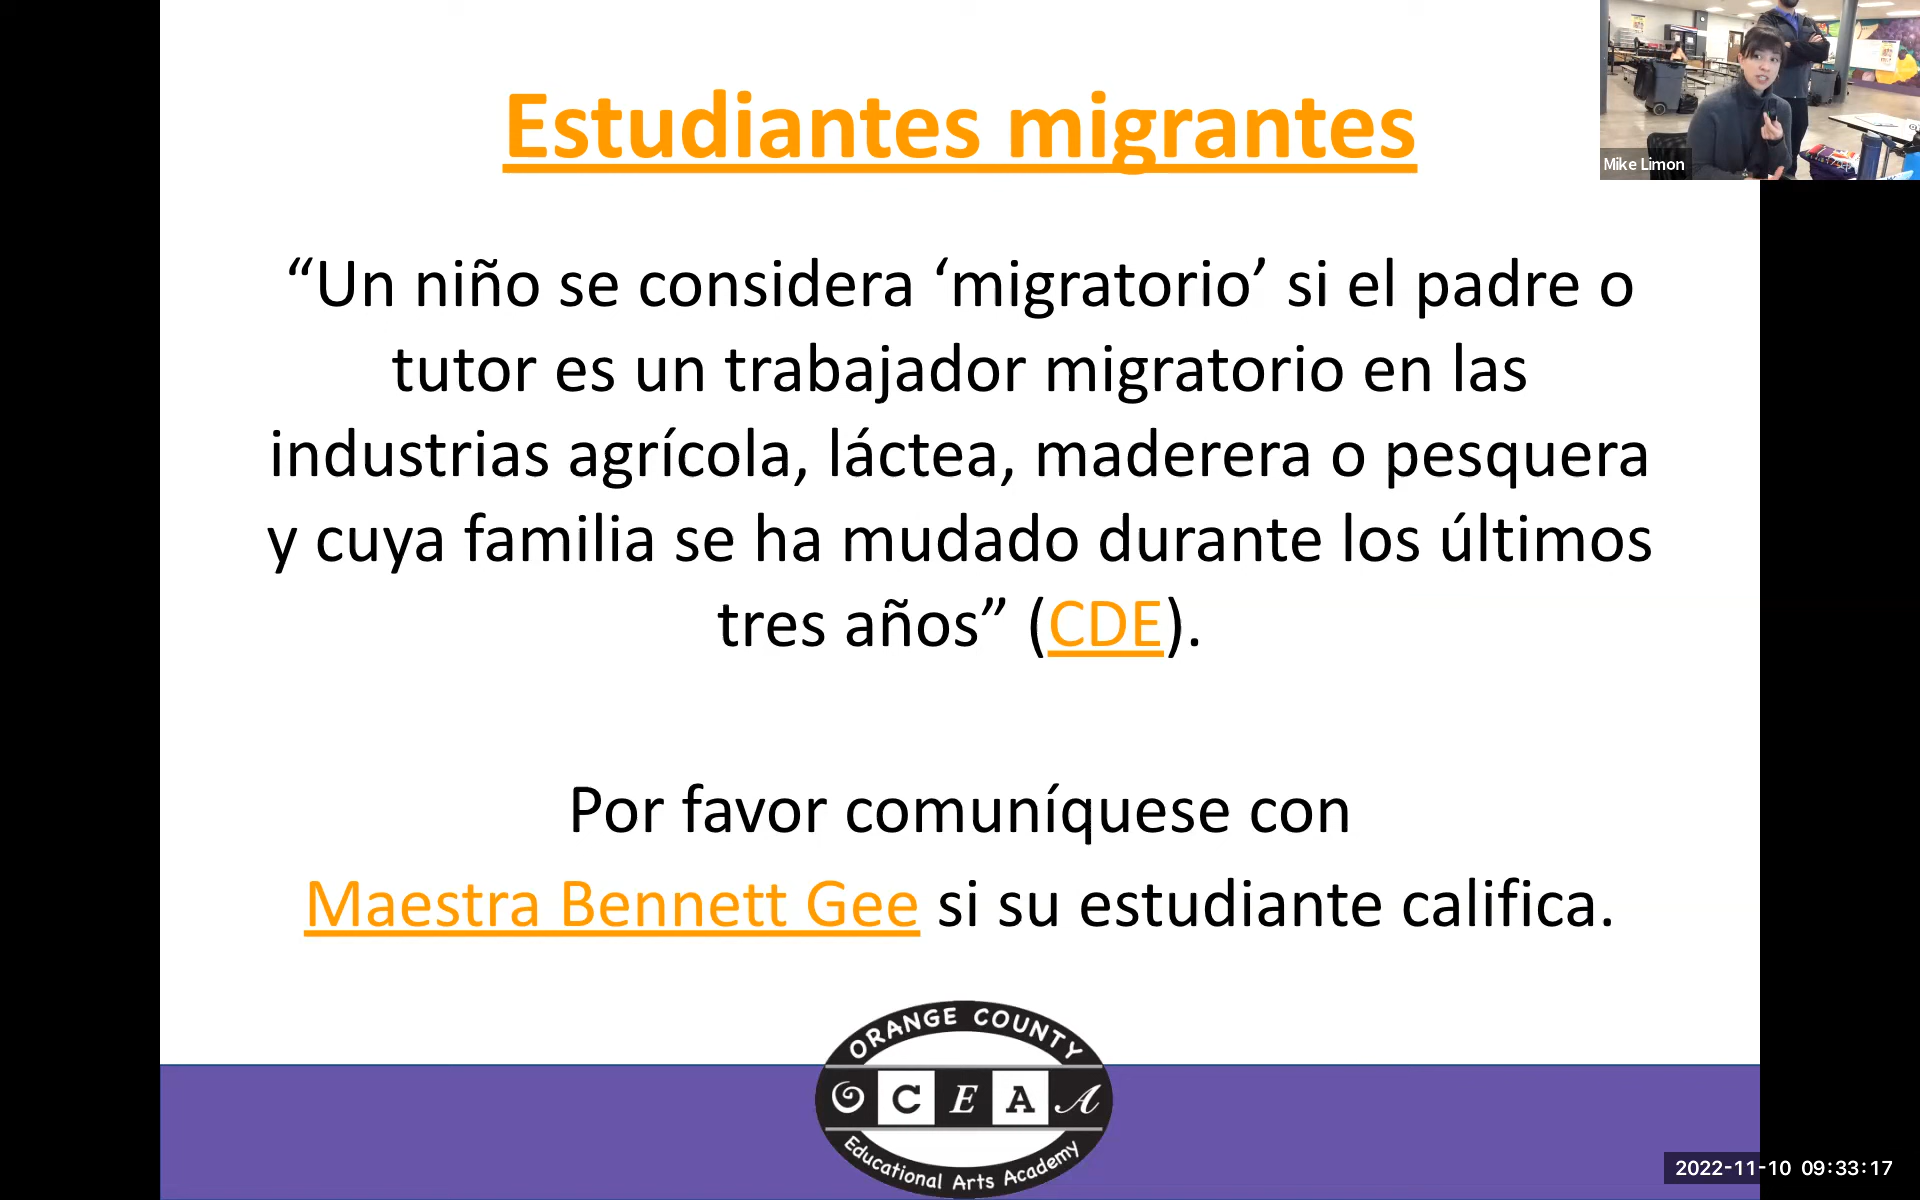 Estudiantes migrantes
Mike Limon
“Un niño se considera ‘migratorio’ si el padre o
tutor es un trabajador migratorio en las
industrias agrícola, láctea, maderera o pesquera
y cuya familia se ha mudado durante los últimos
tres años” (CDE).
Por favor comuníquese con
Maestra Bennett Gee si su estudiante califica.
ORANGE COUNTY
OCEAA
Educational Arts Academy
2022-11-10 09:33:17